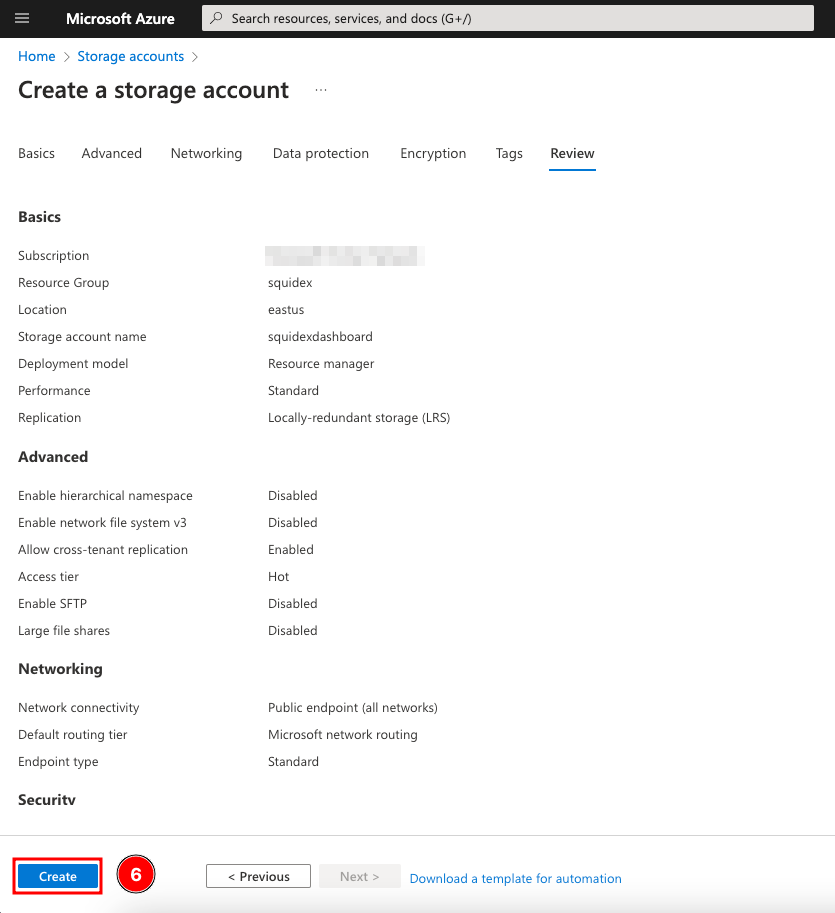 Microsoft Azure
Search resources, services, and docs (G+/)
Home > Storage accounts >
Create a storage account ...
Basics Advanced Networking Data protection Encryption Tags Review
Basics
Subscription
Resource Group squidex
Location eastus
Storage account name squidexdashboard
Deployment model Resource manager
Performance Standard
Replication Locally-redundant storage (LRS)
Advanced
Enable hierarchical namespace Disabled
Enable network file system v3 Disabled
Allow cross-tenant replication Enabled
Access tier Hot
Enable SFTP Disabled
Large file shares Disabled
Networking
Network connectivity Public endpoint (all networks)
Default routing tier Microsoft network routing
Endpoint type Standard
Security
Create 6 < Previous Next > Download a template for automation